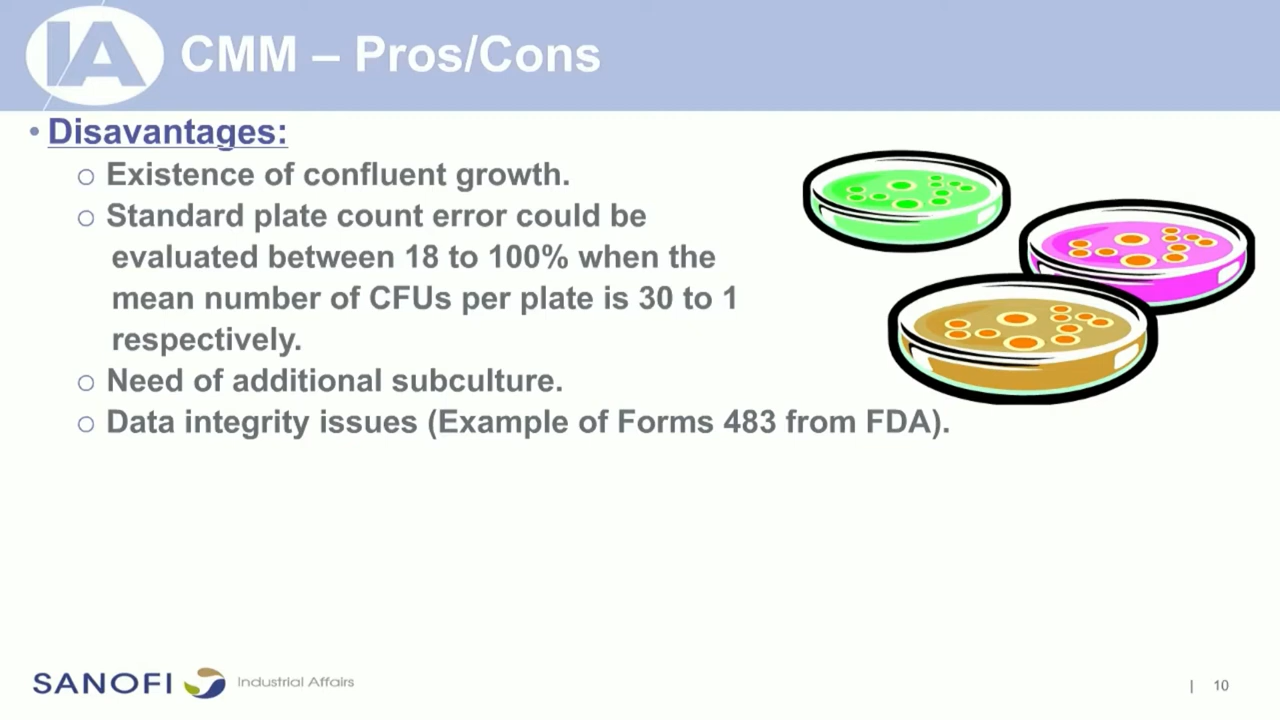 IA
CMM – Pros/Cons
• Disavantages:
○ Existence of confluent growth.
○ Standard plate count error could be
evaluated between 18 to 100% when the
mean number of CFUs per plate is 30 to 1
respectively.
○ Need of additional subculture.
○ Data integrity issues (Example of Forms 483 from FDA).
SANOFI Industrial Affairs
| 10